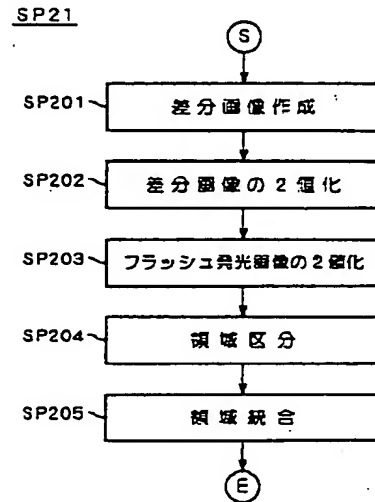 SP21
S
SP201 差分画像作成
SP202 差分画像の2値化
SP203 フラッシュ発光画像の2値化
SP204 領域区分
SP205 領域統合
E